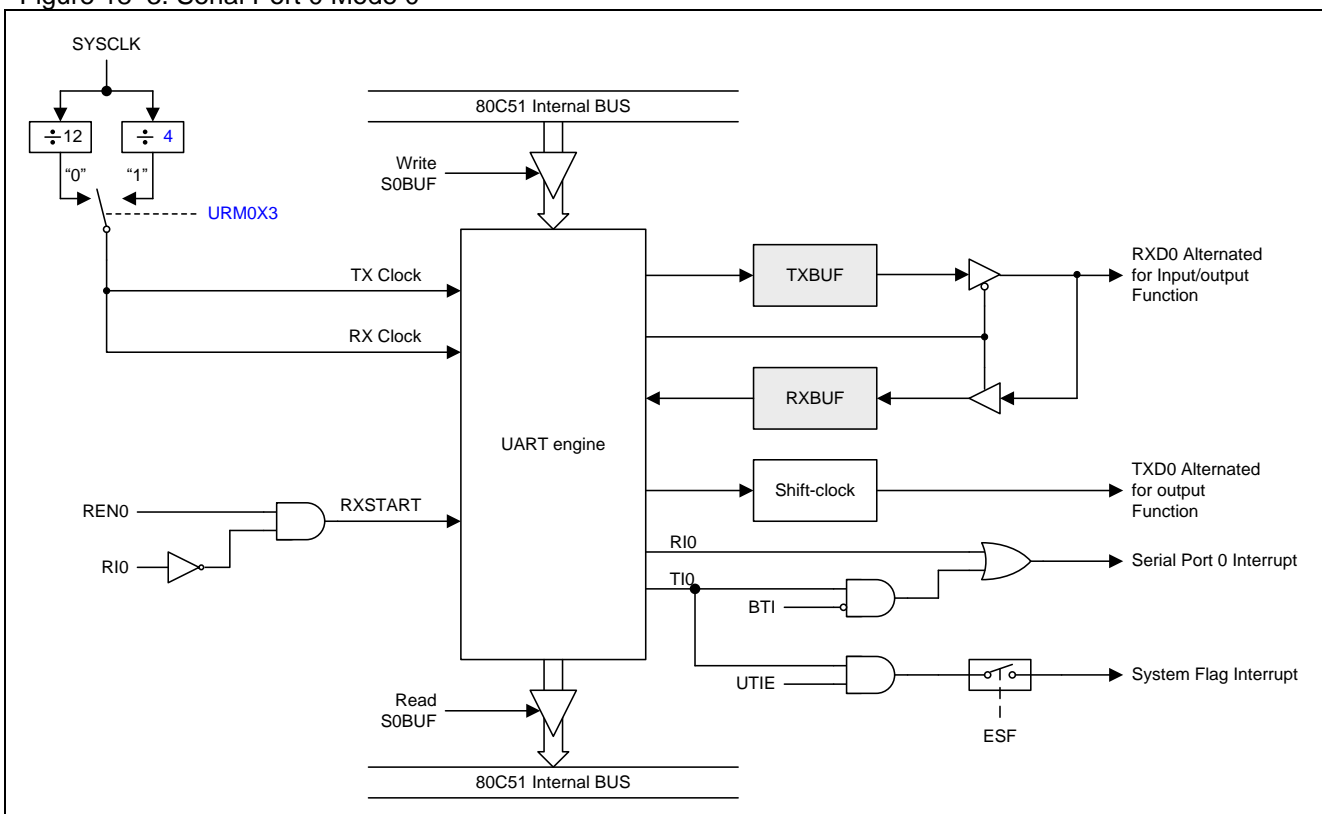 SYSCLK
÷12
÷ 4
“0”
“1”
URM0X3
80C51 Internal BUS
Write
S0BUF
TX Clock
RX Clock
UART engine
TXBUF
RXD0 Alternated
for Input/output
Function
RXBUF
Shift-clock
TXD0 Alternated
for output
Function
REN0
RXSTART
RI0
RI0
TI0
BTI
Serial Port 0 Interrupt
UTIE
System Flag Interrupt
ESF
Read
S0BUF
80C51 Internal BUS